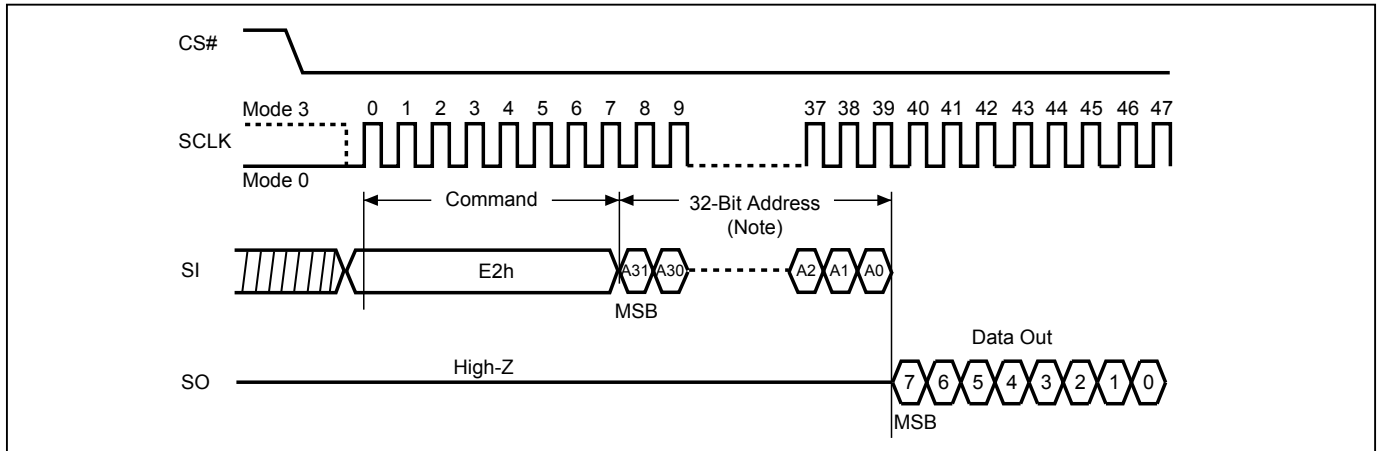 CS#
Mode 3 0 1 2 3 4 5 6 7 8 9 37 38 39 40 41 42 43 44 45 46 47
SCLK
Mode 0
Command 32-Bit Address
(Note)
SI E2h A31 A30 A2 A1 A0
MSB
Data Out
High-Z
SO 7 6 5 4 3 2 1 0
MSB